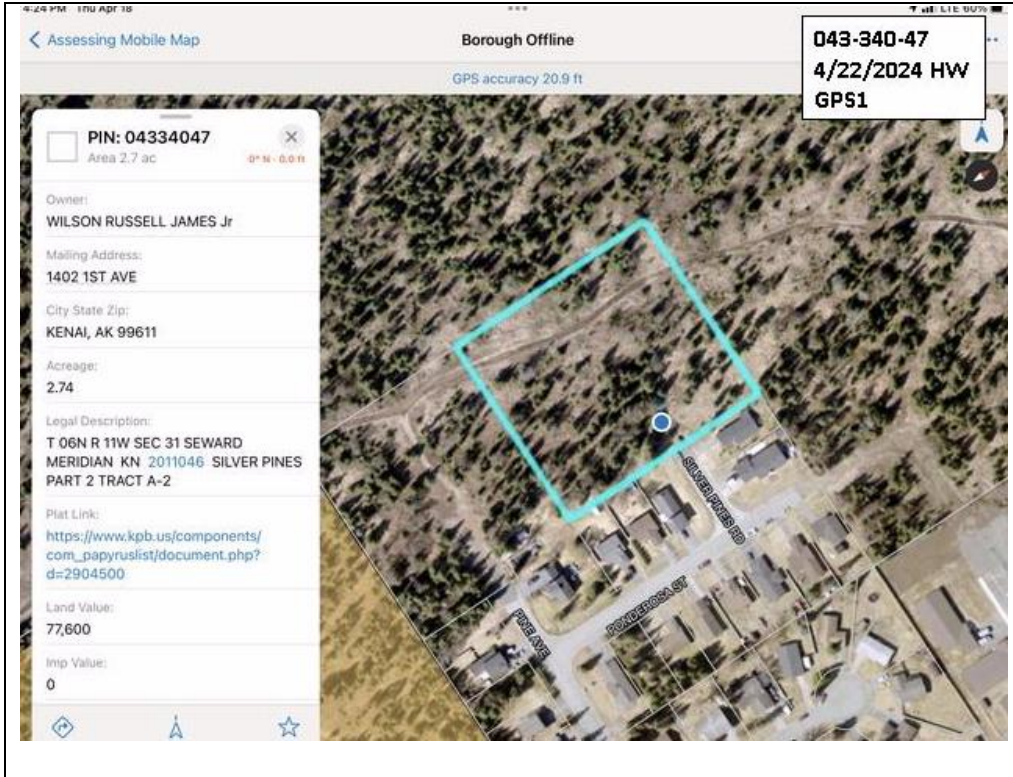 4:24 PM Thu Apr 18
LTE 60%
Assessing Mobile Map
Borough Offline
043-340-47
4/22/2024 HW
GPS1
GPS accuracy 20.9 ft
PIN: 04334047
Area 2.7 ac
0° N - 0.0 ft
Owner:
WILSON RUSSELL JAMES Jr
Mailing Address:
1402 1ST AVE
City State Zip:
KENAI, AK 99611
Acreage:
2.74
Legal Description:
T 06N R 11W SEC 31 SEWARD
MERIDIAN KN 2011046 SILVER PINES
PART 2 TRACT A-2
Plat Link:
https://www.kpb.us/components/
com_papyruslist/document.php?
d=2904500
Land Value:
77,600
Imp Value:
0
SILVER PINES RD
PONDEROSA ST
PINE AVE